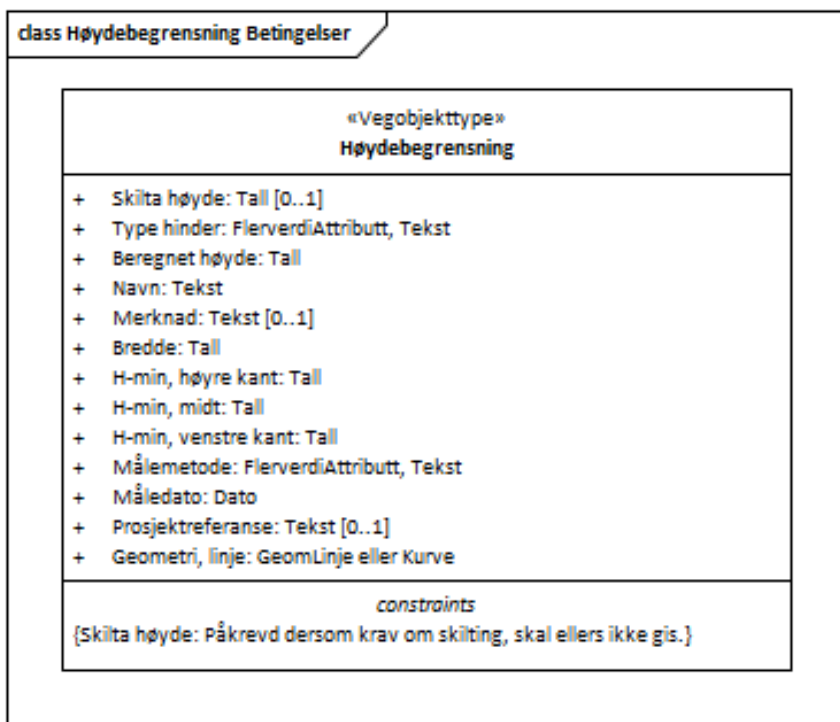 class Høydebegrensning Betingelser
«Vegobjekttype»
Høydebegrensning
+ Skilta høyde: Tall [0..1]
+ Type hinder: FlerverdiAttributt, Tekst
+ Beregnet høyde: Tall
+ Navn: Tekst
+ Merknad: Tekst [0..1]
+ Bredde: Tall
+ H-min, høyre kant: Tall
+ H-min, midt: Tall
+ H-min, venstre kant: Tall
+ Målemetode: FlerverdiAttributt, Tekst
+ Måledato: Dato
+ Prosjektreferanse: Tekst [0..1]
+ Geometri, linje: GeomLinje eller Kurve
constraints
{Skilta høyde: Påkrevd dersom krav om skilting, skal ellers ikke gis.}